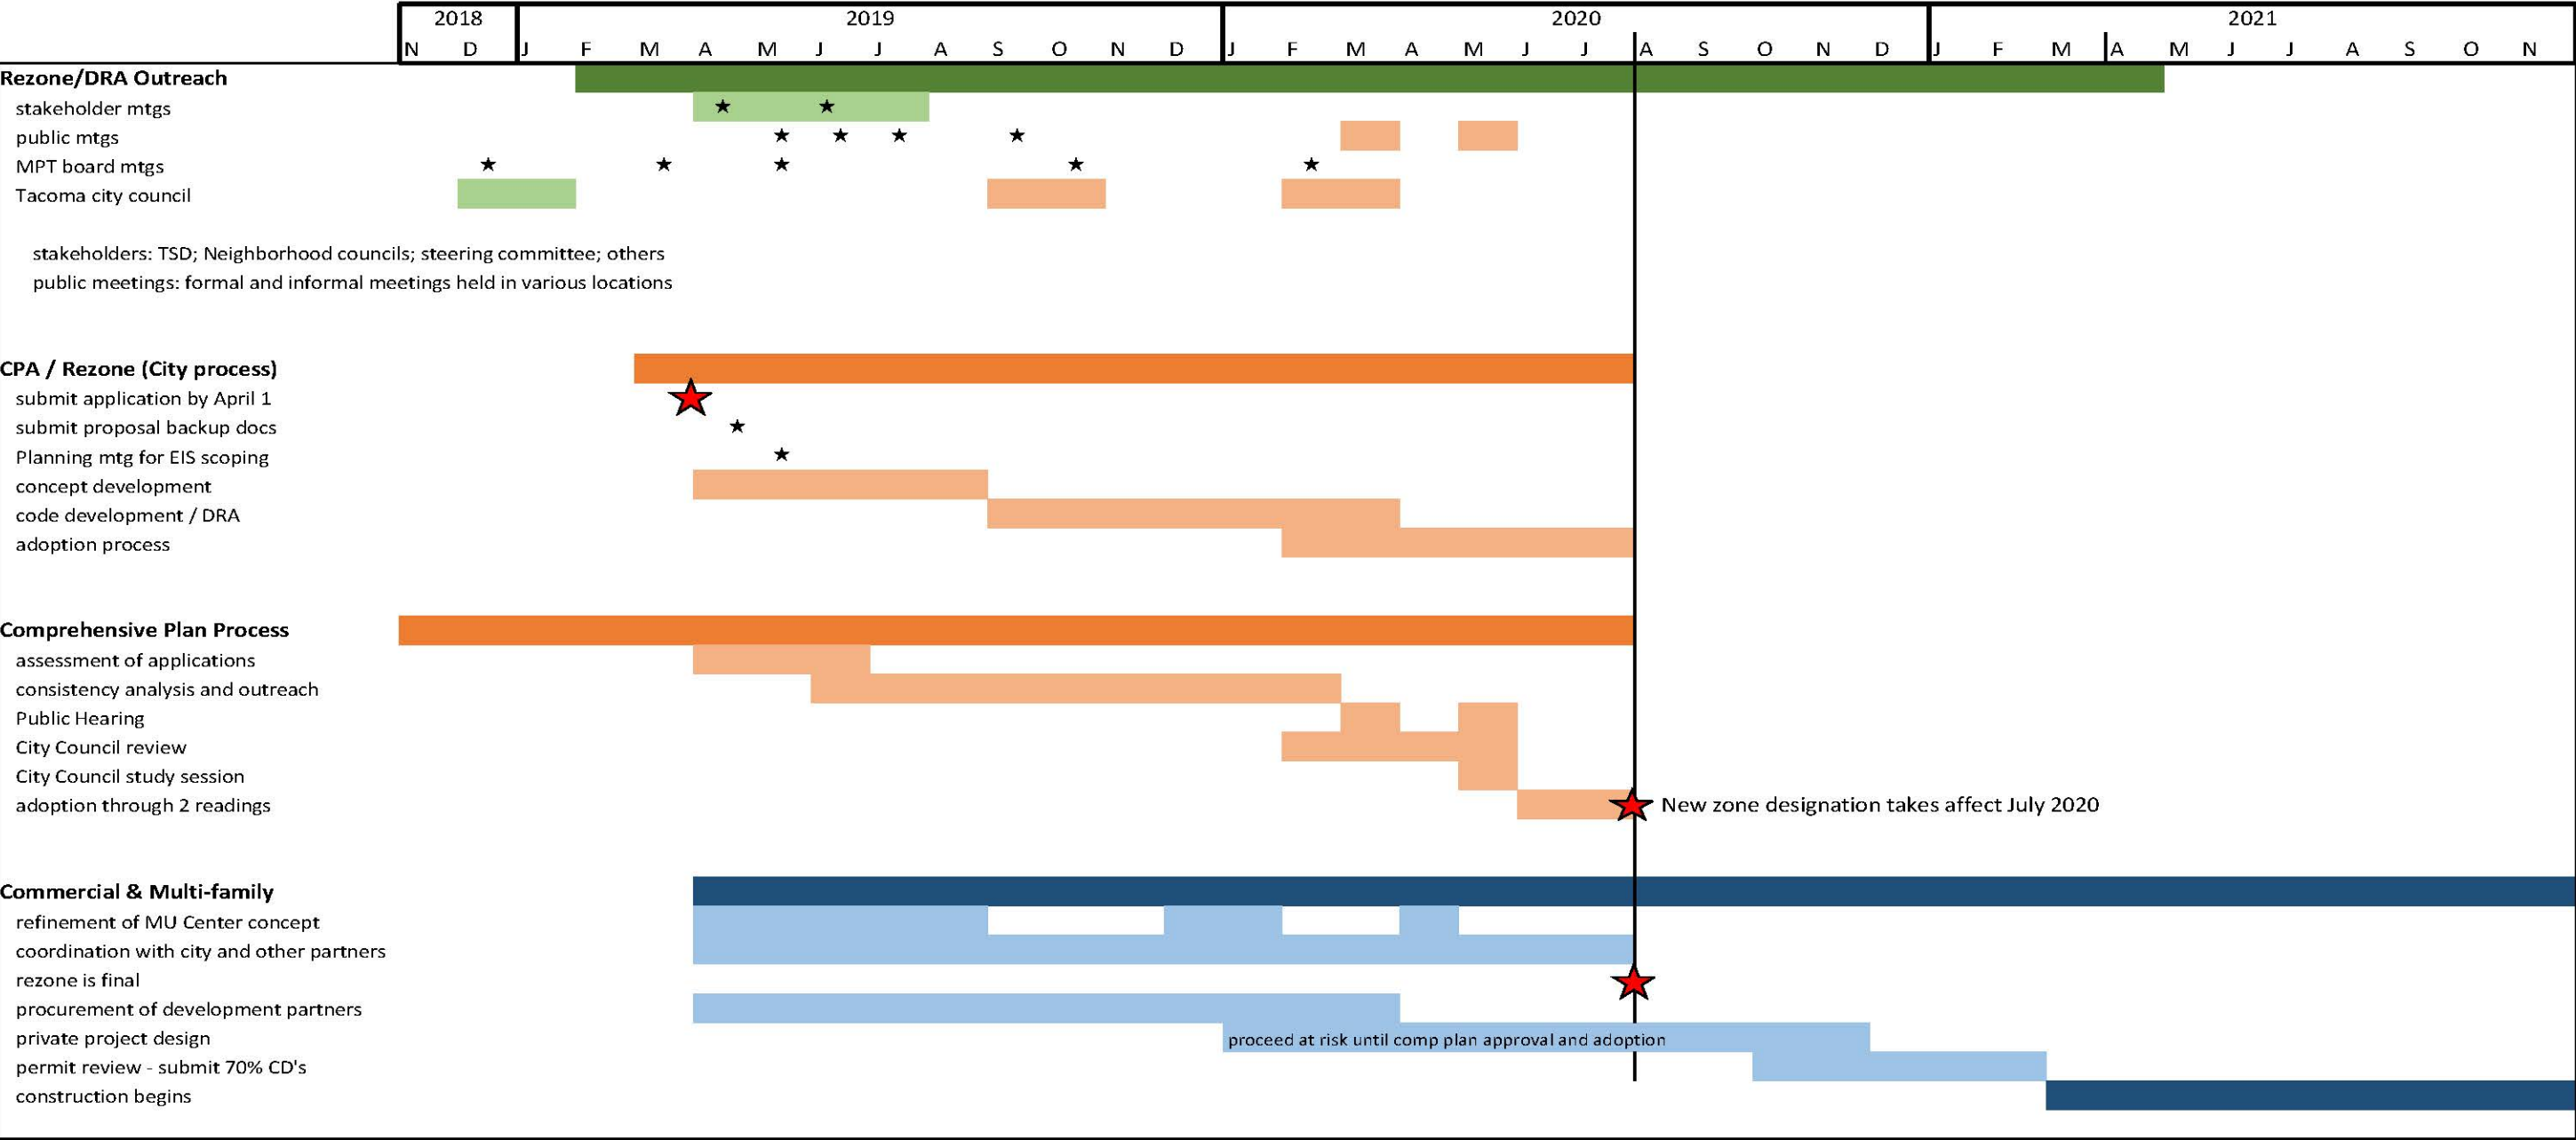 2018 2019 2020 2021
N D J F M A M J J A S O N D J F M A M J J A S O N D J F M A M J J A S O N
Rezone/DRA Outreach
stakeholder mtgs
public mtgs
MPT board mtgs
Tacoma city council
stakeholders: TSD; Neighborhood councils; steering committee; others
public meetings: formal and informal meetings held in various locations
CPA / Rezone (City process)
submit application by April 1
submit proposal backup docs
Planning mtg for EIS scoping
concept development
code development / DRA
adoption process
Comprehensive Plan Process
assessment of applications
consistency analysis and outreach
Public Hearing
City Council review
City Council study session
adoption through 2 readings New zone designation takes affect July 2020
Commercial & Multi-family
refinement of MU Center concept
coordination with city and other partners
rezone is final
procurement of development partners
private project design proceed at risk until comp plan approval and adoption
permit review - submit 70% CD's
construction begins